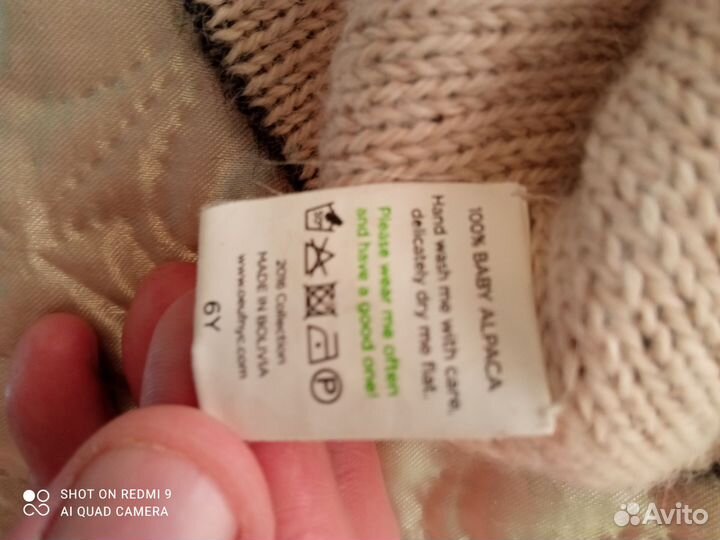 100% BABY ALPACA
Hand wash me with care,
delicately dry me flat.
Please wear me often
and have a good one!
30°
P
2016 Collection
MADE IN BOLIVIA
www.oeufnyc.com
6Y
SHOT ON REDMI 9
AI QUAD CAMERA
Avito